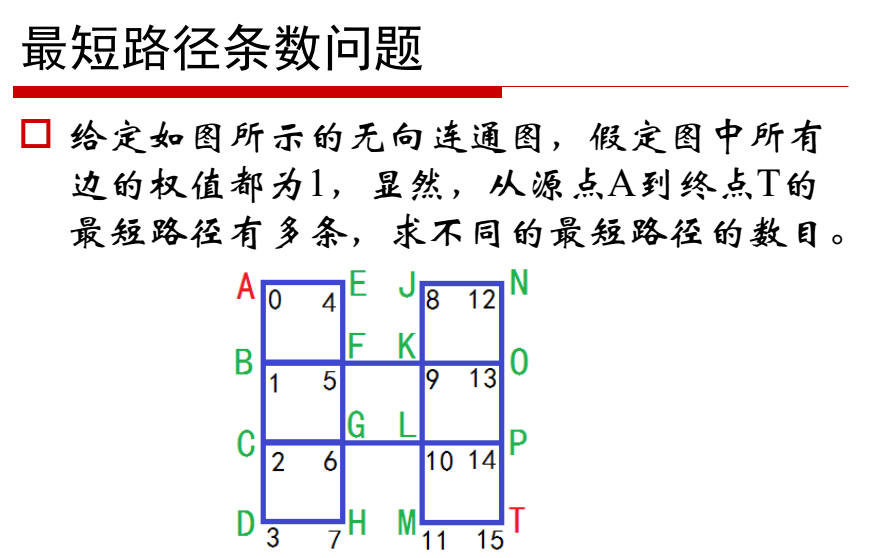 最短路径条数问题
给定如图所示的无向连通图，假定图中所有
边的权值都为1，显然，从源点A到终点T的
最短路径有多条，求不同的最短路径的数目。
A E J N
0 4 8 12
B F K O
1 5 9 13
C G L P
2 6 10 14
D H M T
3 7 11 15